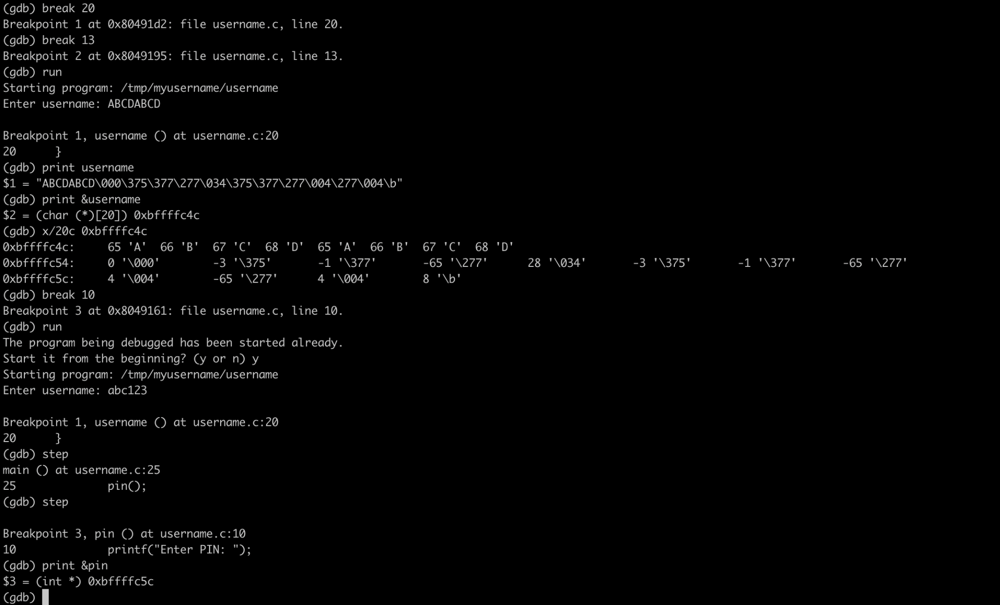 (gdb) break 20
Breakpoint 1 at 0x80491d2: file username.c, line 20.
(gdb) break 13
Breakpoint 2 at 0x8049195: file username.c, line 13.
(gdb) run
Starting program: /tmp/myusername/username
Enter username: ABCDABCD

Breakpoint 1, username () at username.c:20
20      }
(gdb) print username
$1 = "ABCDABCD\000\375\377\277\034\375\377\277\004\277\004\b"
(gdb) print &username
$2 = (char (*)[20]) 0xbffffc4c
(gdb) x/20c 0xbffffc4c
0xbffffc4c:     65 'A'  66 'B'  67 'C'  68 'D'  65 'A'  66 'B'  67 'C'  68 'D'
0xbffffc54:     0 '\000'        -3 '\375'       -1 '\377'       -65 '\277'      28 '\034'       -3 '\375'       -1 '\377'       -65 '\277'
0xbffffc5c:     4 '\004'        -65 '\277'      4 '\004'        8 '\b'
(gdb) break 10
Breakpoint 3 at 0x8049161: file username.c, line 10.
(gdb) run
The program being debugged has been started already.
Start it from the beginning? (y or n) y
Starting program: /tmp/myusername/username
Enter username: abc123

Breakpoint 1, username () at username.c:20
20      }
(gdb) step
main () at username.c:25
25              pin();
(gdb) step

Breakpoint 3, pin () at username.c:10
10              printf("Enter PIN: ");
(gdb) print &pin
$3 = (int *) 0xbffffc5c
(gdb)